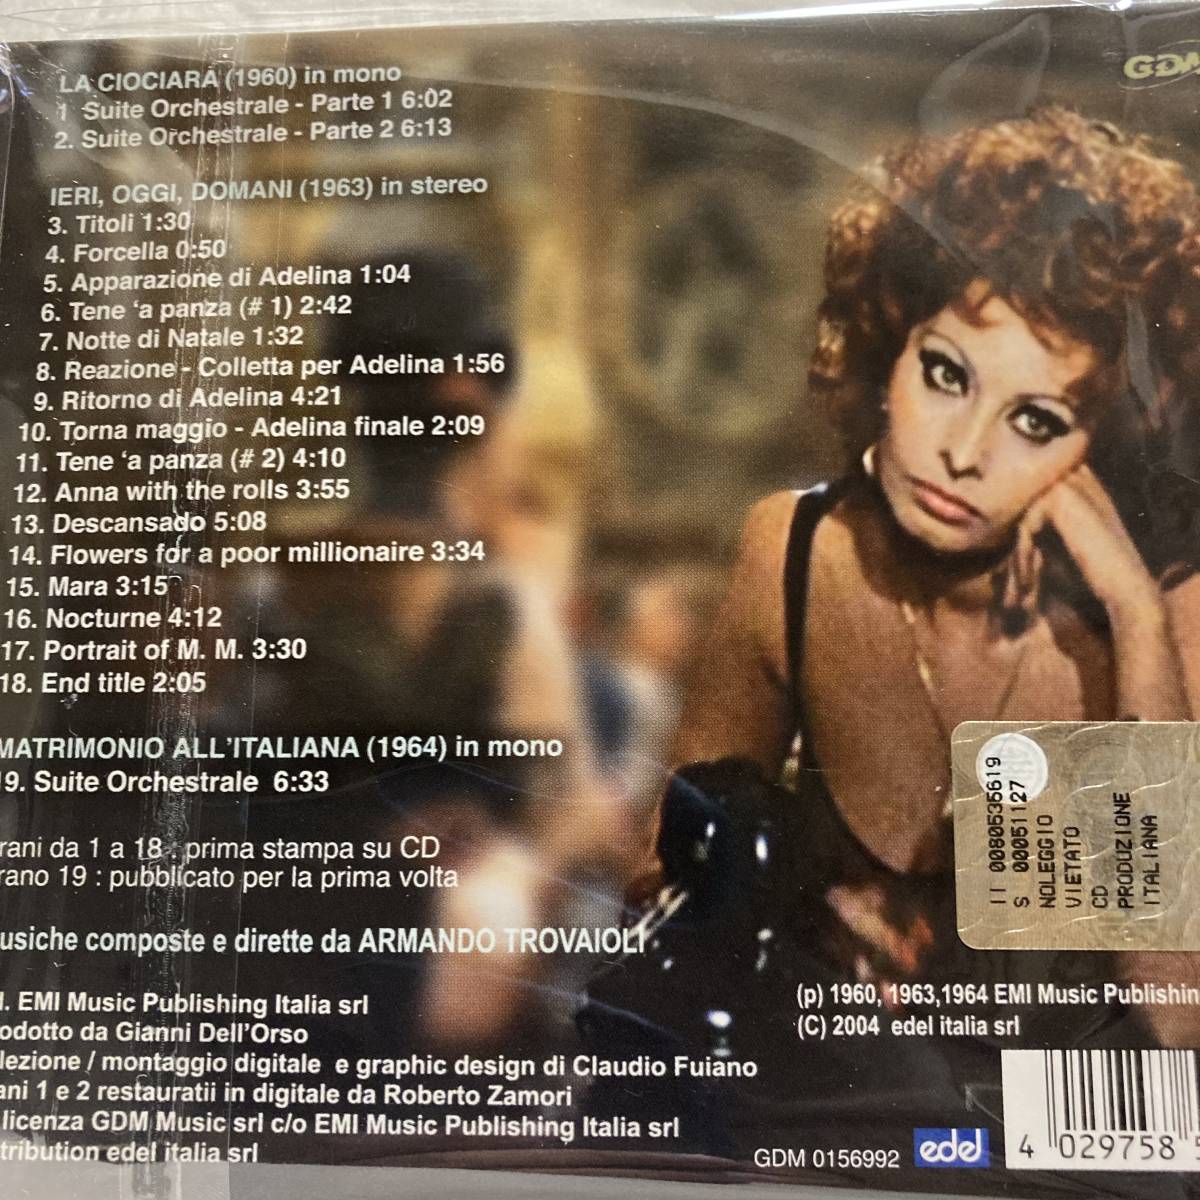 LA CIOCIARA (1960) in mono
1 Suite Orchestrale - Parte 1 6:02
2. Suite Orchestrale - Parte 2 6:13
IERI, OGGI, DOMANI (1963) in stereo
3. Titoli 1:30
4. Forcella 0:50
5. Apparazione di Adelina 1:04
6. Tene ‘a panza (# 1) 2:42
7. Notte di Natale 1:32
8. Reazione - Colletta per Adelina 1:56
9. Ritorno di Adelina 4:21
10. Torna maggio - Adelina finale 2:09
11. Tene ‘a panza (# 2) 4:10
12. Anna with the rolls 3:55
13. Descansado 5:08
14. Flowers for a poor millionaire 3:34
15. Mara 3:15
16. Nocturne 4:12
17. Portrait of M. M. 3:30
18. End title 2:05
MATRIMONIO ALL'ITALIANA (1964) in mono
19. Suite Orchestrale 6:33
rani da 1 a 18 : prima stampa su CD
rano 19 : pubblicato per la prima volta
usiche composte e dirette da ARMANDO TROVAIOLI
l. EMI Music Publishing Italia srl
odotto da Gianni Dell'Orso
lezione / montaggio digitale e graphic design di Claudio Fuiano
ani 1 e 2 restauratii in digitale da Roberto Zamori
licenza GDM Music srl c/o EMI Music Publishing Italia srl
tribution edel italia srl
GDM
II 0080535619
S 00051127
NOLEGGIO
VIETATO
CD
PRODUZIONE
ITALIANA
(p) 1960, 1963,1964 EMI Music Publishin
(C) 2004 edel italia srl
GDM 0156992
edel
4 029758